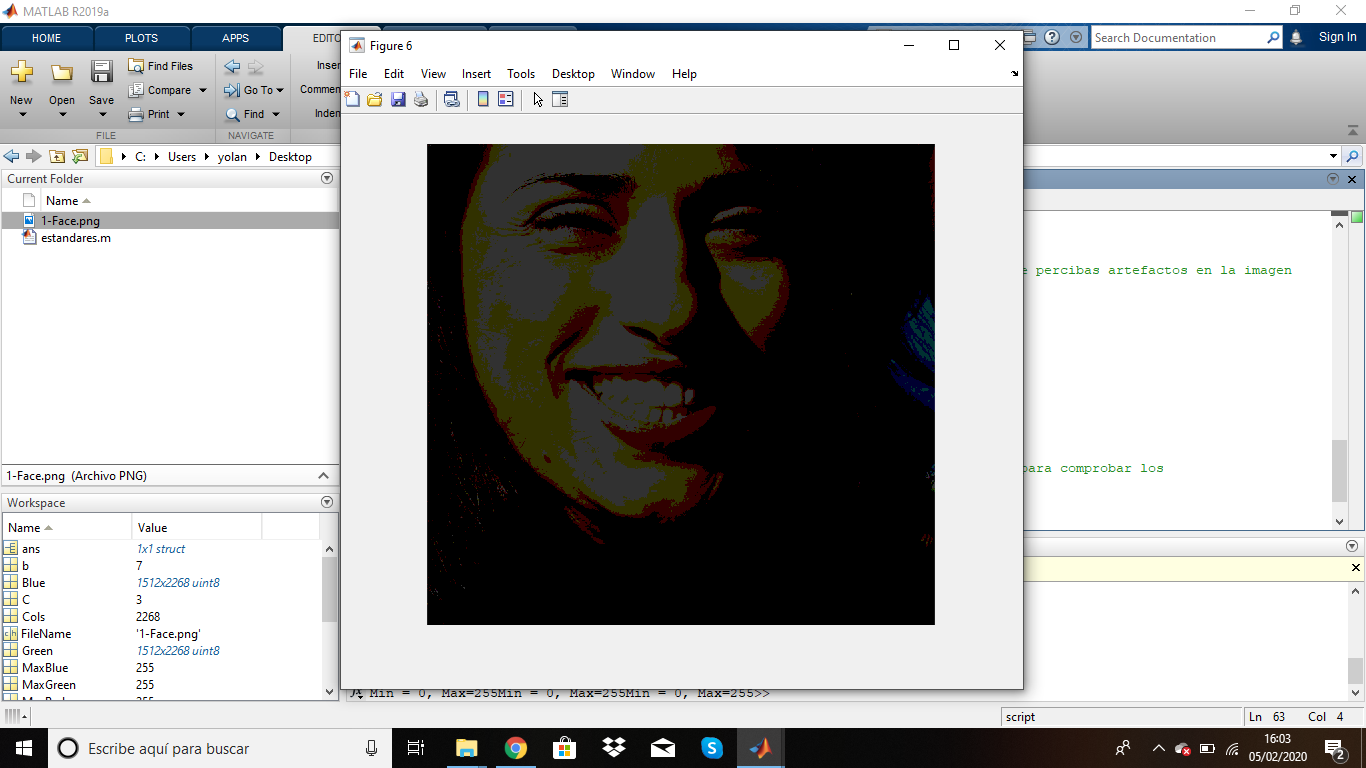 MATLAB R2019a
HOME PLOTS APPS
Search Documentation Sign In
New Open Save
Find Files
Compare
Print
Go To
Find
FILE NAVIGATE
C: Users yolan Desktop
Current Folder
Name
1-Face.png
estandares.m
1-Face.png (Archivo PNG)
Workspace
Name Value
ans 1x1 struct
b 7
Blue 1512x2268 uint8
C 3
Cols 2268
FileName '1-Face.png'
Green 1512x2268 uint8
MaxBlue 255
MaxGreen 255
Figure 6
File Edit View Insert Tools Desktop Window Help
percibas artefactos en la imagen
para comprobar los
Min = 0, Max=255Min = 0, Max=255Min = 0, Max=255>>
script Ln 63 Col 4
Escribe aquí para buscar
16:03
05/02/2020
2